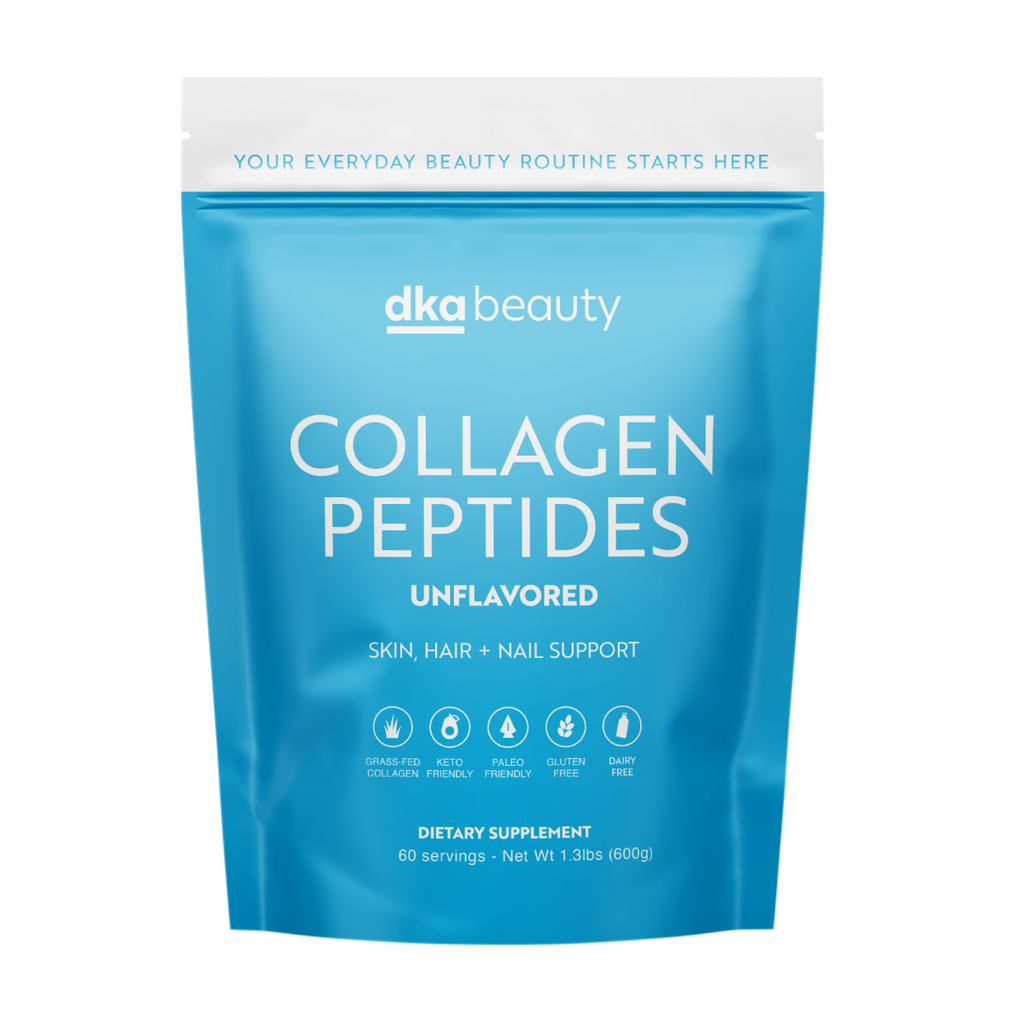 YOUR EVERYDAY BEAUTY ROUTINE STARTS HERE
dka beauty
COLLAGEN
PEPTIDES
UNFLAVORED
SKIN, HAIR + NAIL SUPPORT
GRASS-FED COLLAGEN
KETO FRIENDLY
PALEO FRIENDLY
GLUTEN FREE
DAIRY FREE
DIETARY SUPPLEMENT
60 servings - Net Wt 1.3lbs (600g)